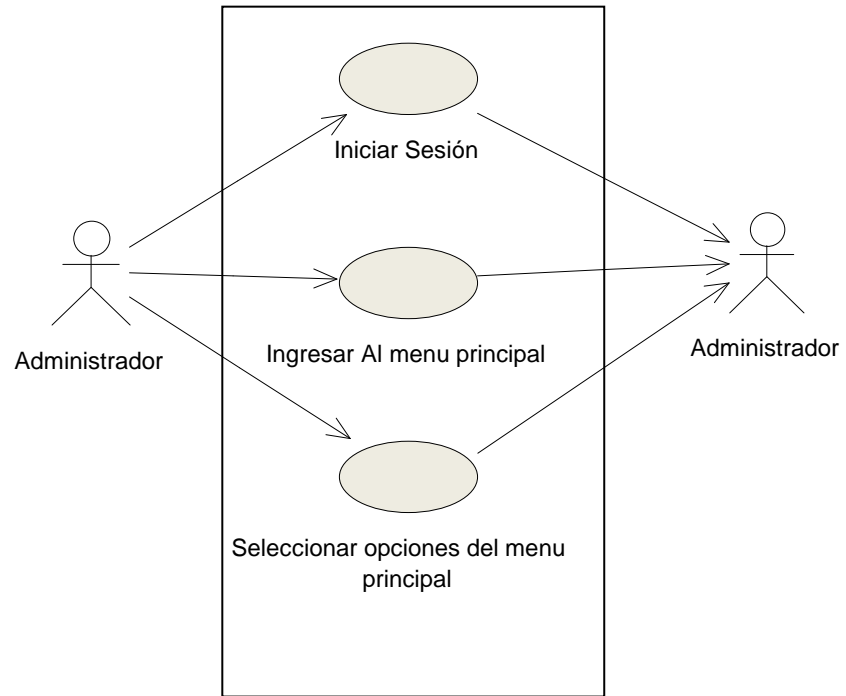 Iniciar Sesión
Administrador
Ingresar Al menu principal
Administrador
Seleccionar opciones del menu
principal